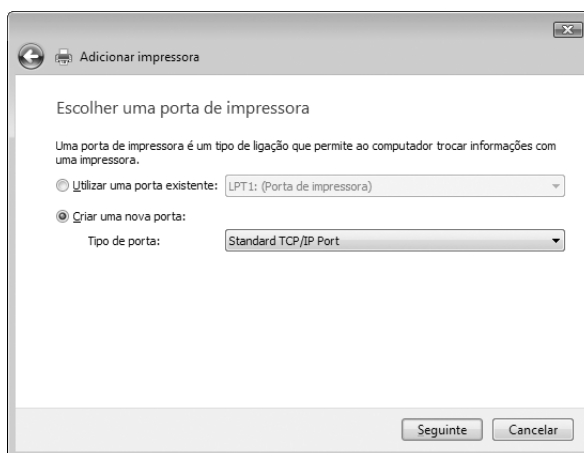 Adicionar impressora
Escolher uma porta de impressora
Uma porta de impressora é um tipo de ligação que permite ao computador trocar informações com
uma impressora.
Utilizar uma porta existente: LPT1: (Porta de impressora)
Criar uma nova porta:
Tipo de porta: Standard TCP/IP Port
Seguinte Cancelar